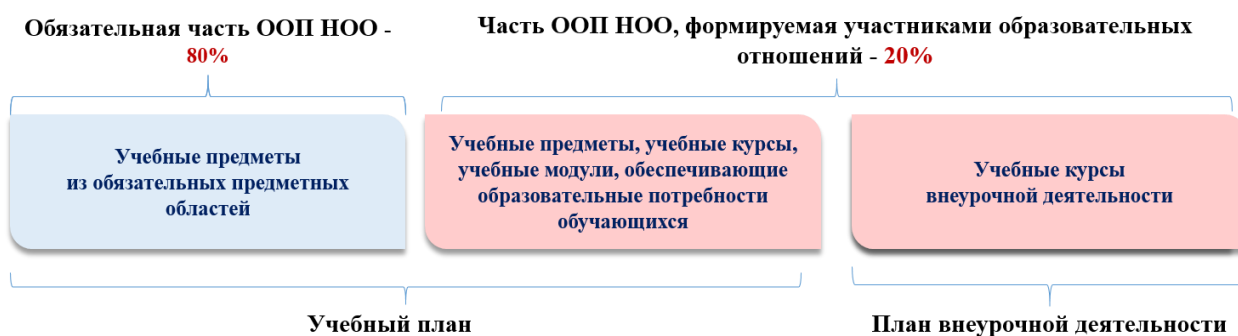 Обязательная часть ООП НОО -
80%
Часть ООП НОО, формируемая участниками образовательных
отношений - 20%
Учебные предметы
из обязательных предметных
областей
Учебные предметы, учебные курсы,
учебные модули, обеспечивающие
образовательные потребности
обучающихся
Учебные курсы
внеурочной деятельности
Учебный план
План внеурочной деятельности